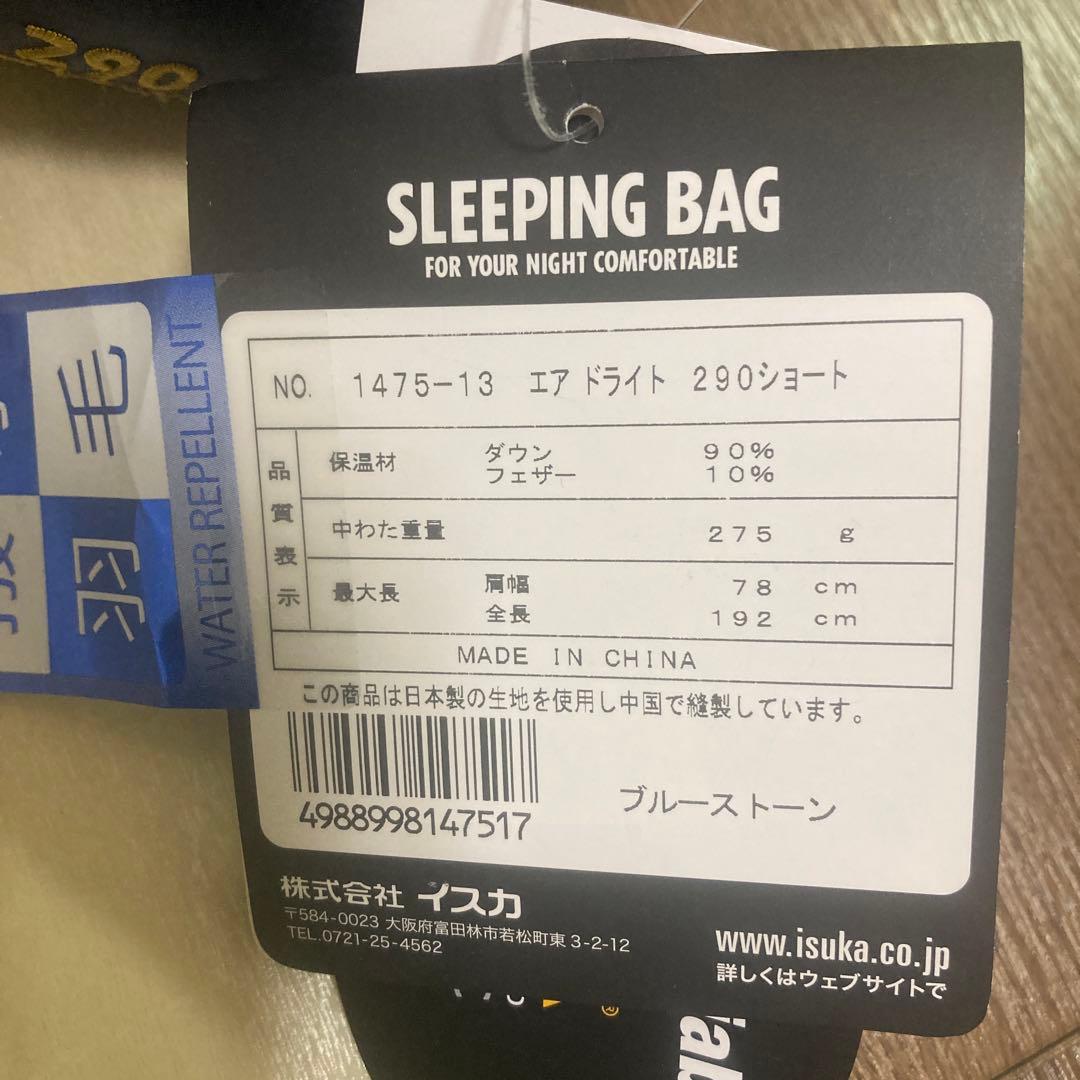 290
SLEEPING BAG
FOR YOUR NIGHT COMFORTABLE
NO. 1475-13 エア ドライト 290ショート
品質表示
保温材 ダウン 90%
フェザー 10%
中わた重量 275 g
最大長 肩幅 78 cm
全長 192 cm
MADE IN CHINA
この商品は日本製の生地を使用し中国で縫製しています。
4988998147517
ブルーストーン
株式会社 イスカ
〒584-0023 大阪府富田林市若松町東3-2-12
TEL.0721-25-4562
www.isuka.co.jp
詳しくはウェブサイトで
羽毛
WATER REPELLENT